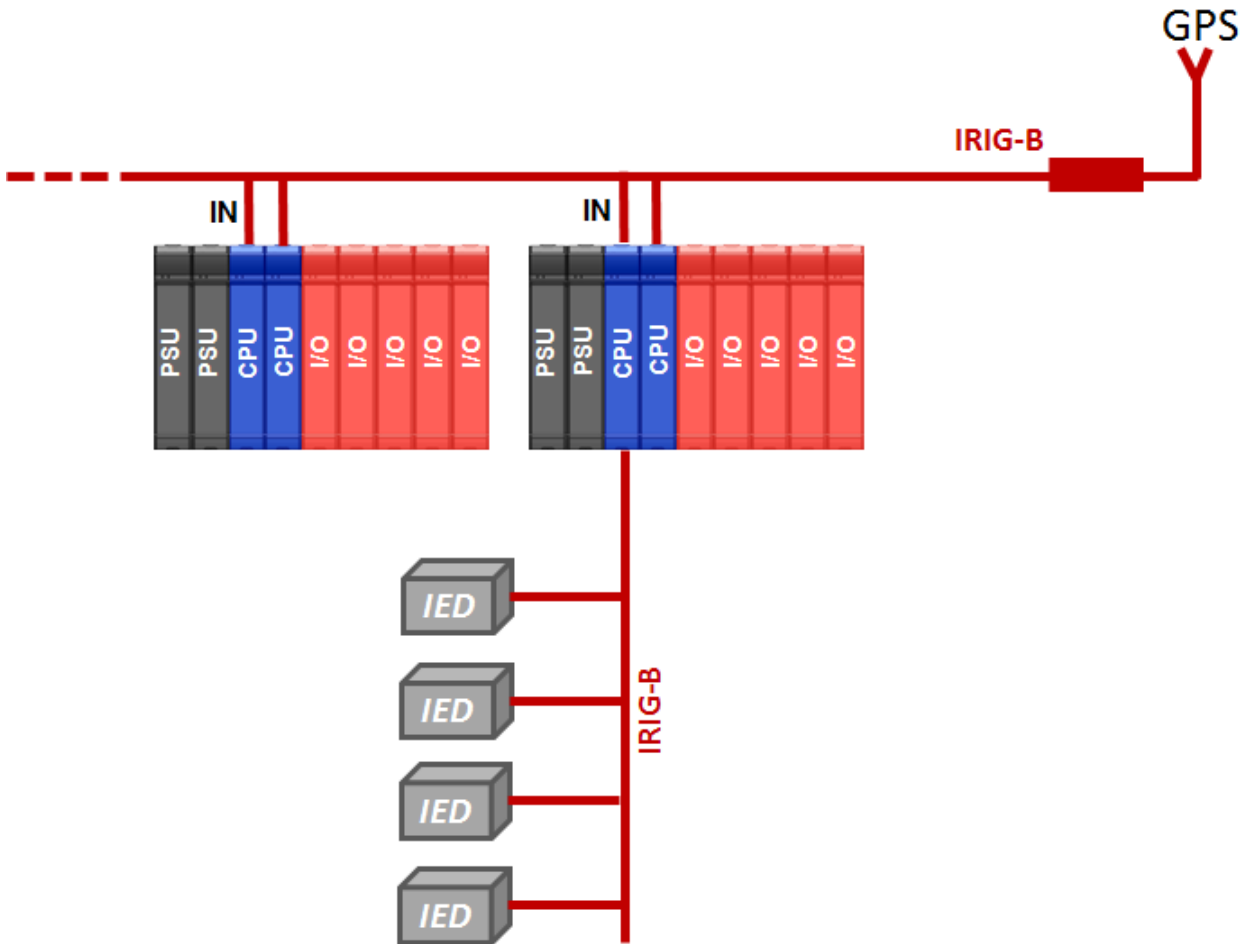 GPS
IRIG-B
IN
IN
PSU
PSU
CPU
CPU
I/O
I/O
I/O
I/O
I/O
PSU
PSU
CPU
CPU
I/O
I/O
I/O
I/O
I/O
IED
IED
IRIG-B
IED
IED